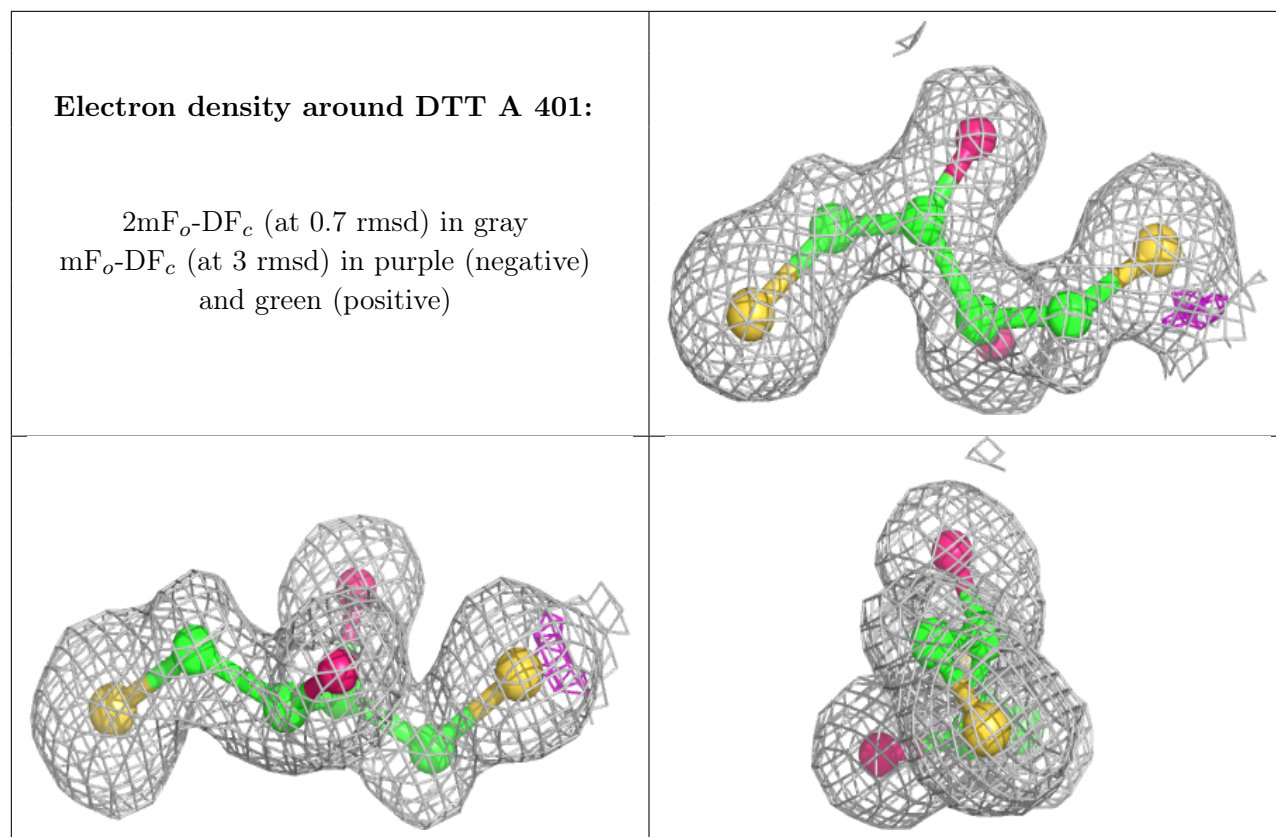 Electron density around DTT A 401:
2mFₒ-DF𝒸 (at 0.7 rmsd) in gray
mFₒ-DF𝒸 (at 3 rmsd) in purple (negative)
and green (positive)